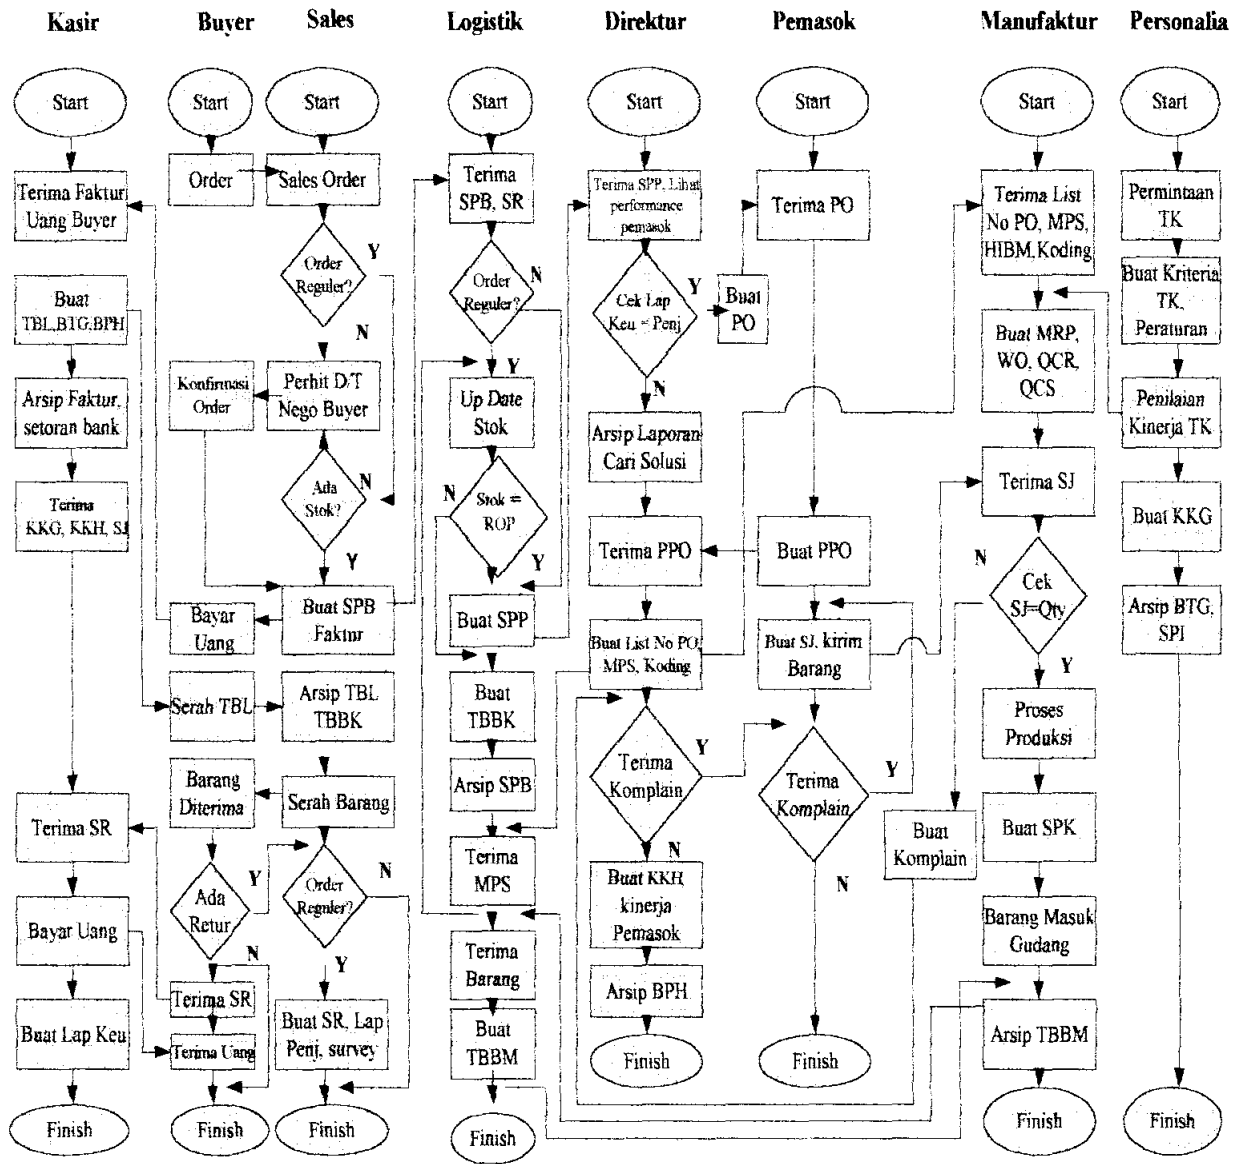 Kasir
Buyer
Sales
Logistik
Direktur
Pemasok
Manufaktur
Personalia
Start
Start
Start
Start
Start
Start
Start
Start
Terima Faktur,
Uang Buyer
Buat
TBL,BTG,BPH
Arsip Faktur,
setoran bank
Terima
KKG, KKH, SJ
Terima SR
Bayar Uang
Buat Lap Keu
Finish
Order
Konfirmasi
Order
Bayar
Uang
Serah TBL
Barang
Diterima
Ada
Retur
Y
N
Terima SR
Terima Uang
Finish
Sales Order
Order
Reguler?
Y
N
Perhit D/T
Nego Buyer
Ada
Stok?
N
Y
Buat SPB
Faktur
Arsip TBL
TBBK
Serah Barang
Order
Reguler?
N
Y
Buat SR, Lap
Penj, survey
Finish
Terima
SPB, SR
Order
Reguler?
N
Y
Up Date
Stok
Stok =
ROP
N
Y
Buat SPP
Buat
TBBK
Arsip SPB
Terima
MPS
Terima
Barang
Buat
TBBM
Finish
Terima SPP, Lihat
performance
pemasok
Cek Lap
Keu = Penj
Y
N
Buat
PO
Arsip Laporan
Cari Solusi
Terima PPO
Buat List No PO,
MPS, Koding
Terima
Komplain
Y
N
Buat KKH,
kinerja
Pemasok
Arsip BPH
Finish
Terima PO
Buat PPO
Buat SJ, kirim
Barang
Terima
Komplain
Y
N
Finish
Terima List
No PO, MPS,
HIBM,Koding
Buat MRP,
WO, QCR,
QCS
Terima SJ
Cek
SJ=Qty
N
Y
Buat
Komplain
Proses
Produksi
Buat SPK
Barang Masuk
Gudang
Arsip TBBM
Finish
Permintaan
TK
Buat Kriteria
TK,
Peraturan
Penilaian
Kinerja TK
Buat KKG
Arsip BTG,
SPI
Finish